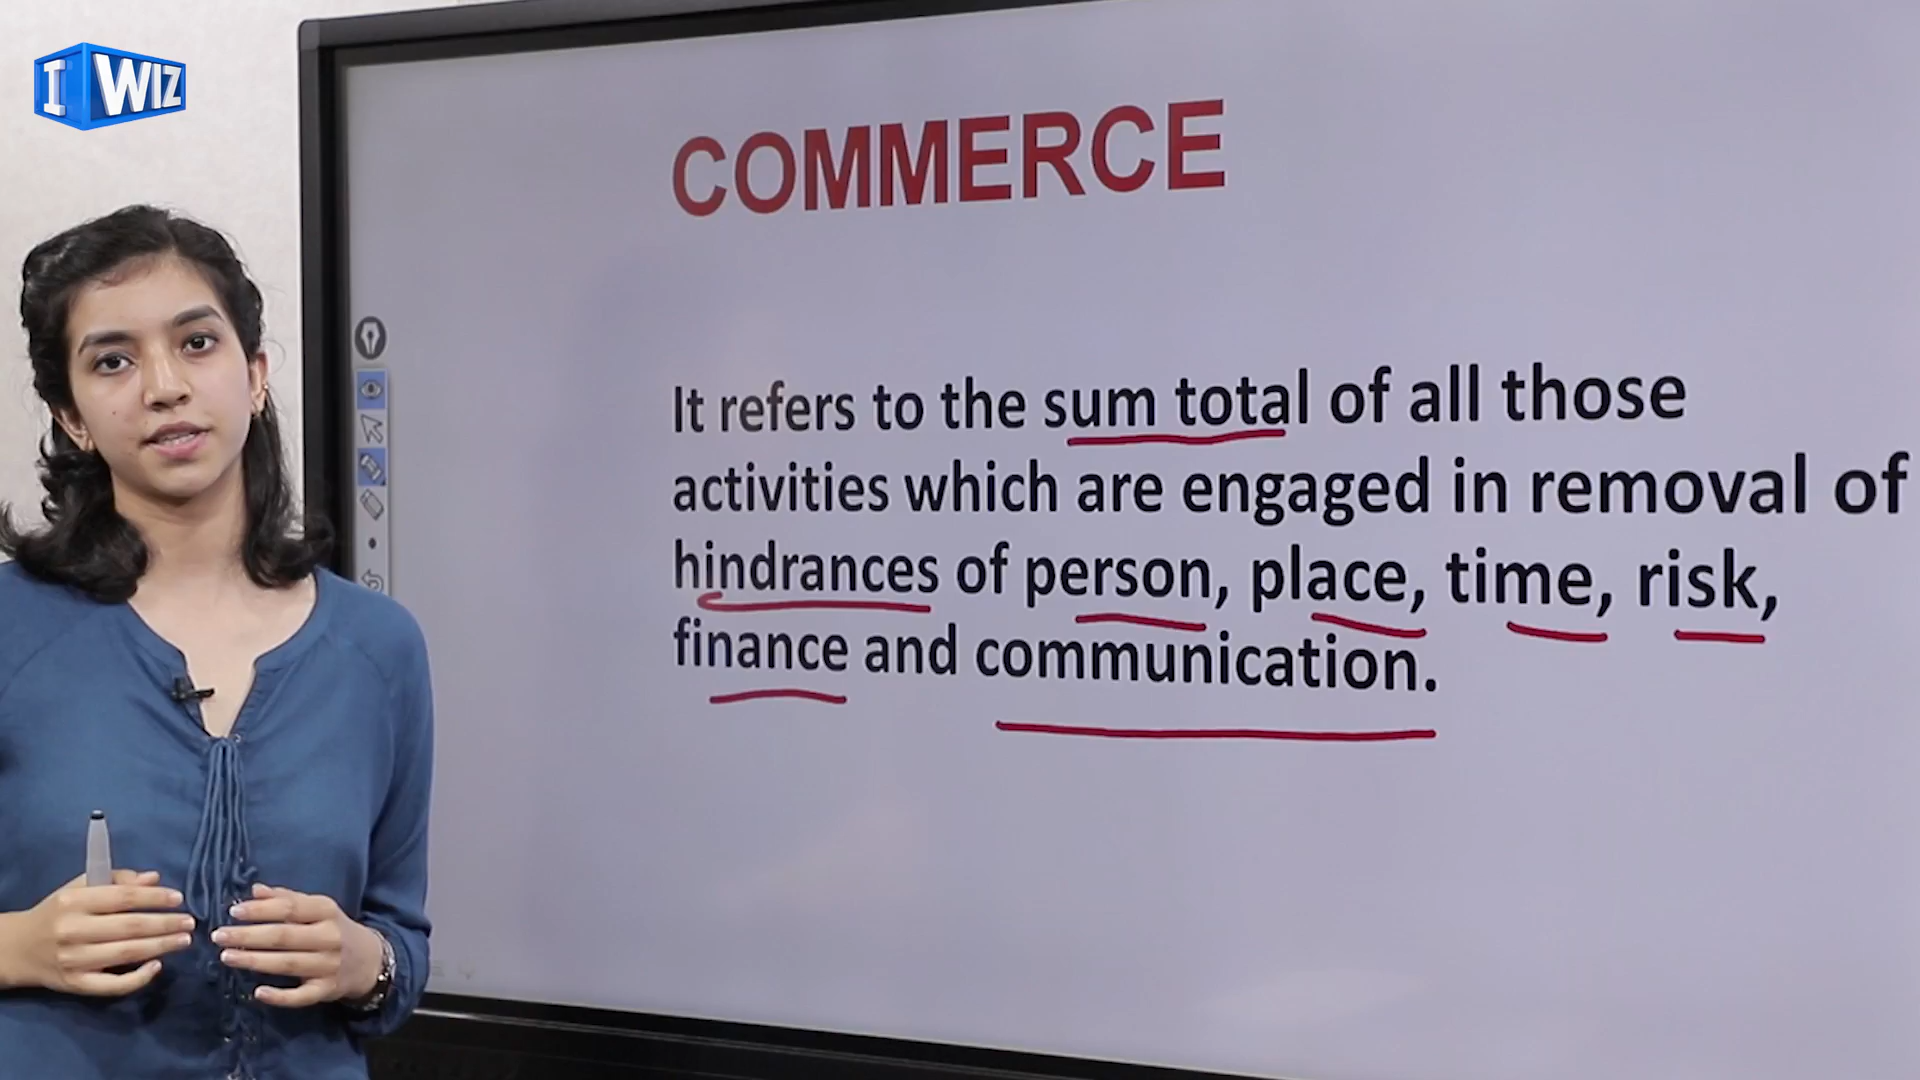 I WIZ
COMMERCE
It refers to the sum total of all those
activities which are engaged in removal of
hindrances of person, place, time, risk,
finance and communication.